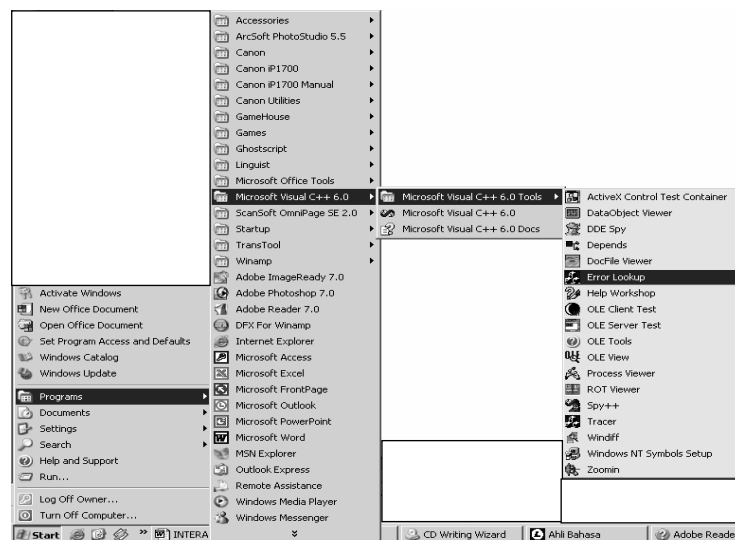 Accessories
ArcSoft PhotoStudio 5.5
Canon
Canon iP1700
Canon iP1700 Manual
Canon Utilities
GameHouse
Games
Ghostscript
Linguist
Microsoft Office Tools
Microsoft Visual C++ 6.0
ScanSoft OmniPage SE 2.0
Startup
TransTool
Winamp
Adobe ImageReady 7.0
Adobe Photoshop 7.0
Adobe Reader 7.0
DFX For Winamp
Internet Explorer
Microsoft Access
Microsoft Excel
Microsoft FrontPage
Microsoft Outlook
Microsoft PowerPoint
Microsoft Word
MSN Explorer
Outlook Express
Remote Assistance
Windows Media Player
Windows Messenger
Microsoft Visual C++ 6.0 Tools
Microsoft Visual C++ 6.0
Microsoft Visual C++ 6.0 Docs
ActiveX Control Test Container
DataObject Viewer
DDE Spy
Depends
DocFile Viewer
Error Lookup
Help Workshop
OLE Client Test
OLE Server Test
OLE Tools
OLE View
Process Viewer
ROT Viewer
Spy++
Tracer
Windiff
Windows NT Symbols Setup
Zoomin
Activate Windows
New Office Document
Open Office Document
Set Program Access and Defaults
Windows Catalog
Windows Update
Programs
Documents
Settings
Search
Help and Support
Run...
Log Off Owner...
Turn Off Computer...
Start » INTERA CD Writing Wizard Ahli Bahasa Adobe Reade